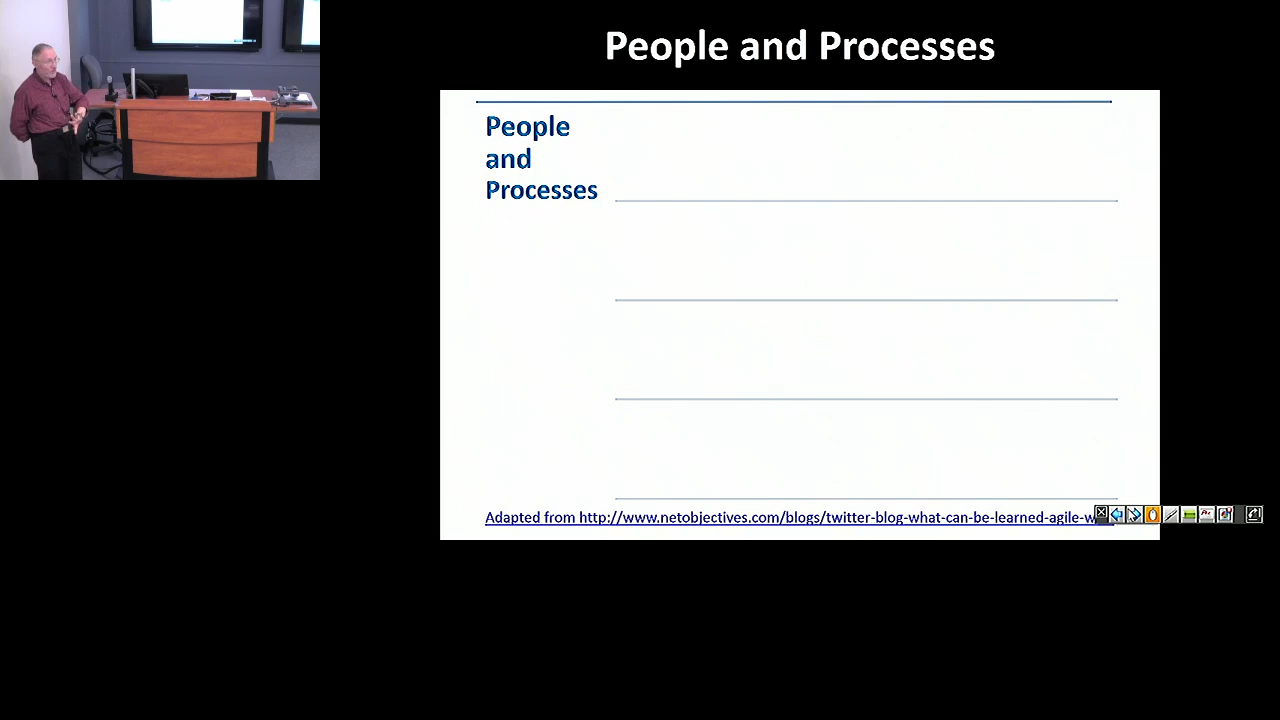 People and Processes
People
and
Processes
Adapted from http://www.netobjectives.com/blogs/twitter-blog-what-can-be-learned-agile-w